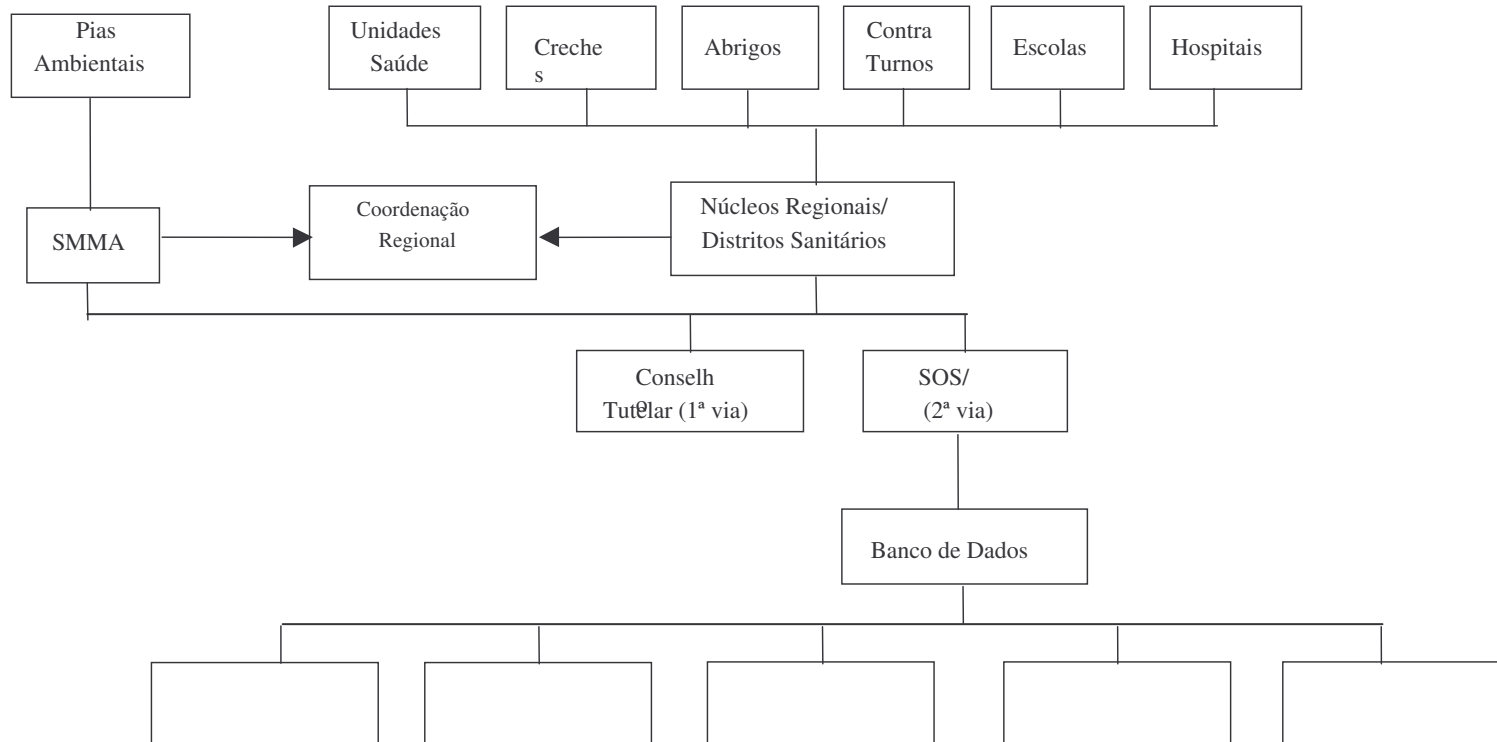 Pias
Ambientais
Unidades
Saúde
Creche
s
Abrigos
Contra
Turnos
Escolas
Hospitais
SMMA
Coordenação
Regional
Núcleos Regionais/
Distritos Sanitários
Conselh
o
Tutelar (1ª via)
SOS/
(2ª via)
Banco de Dados